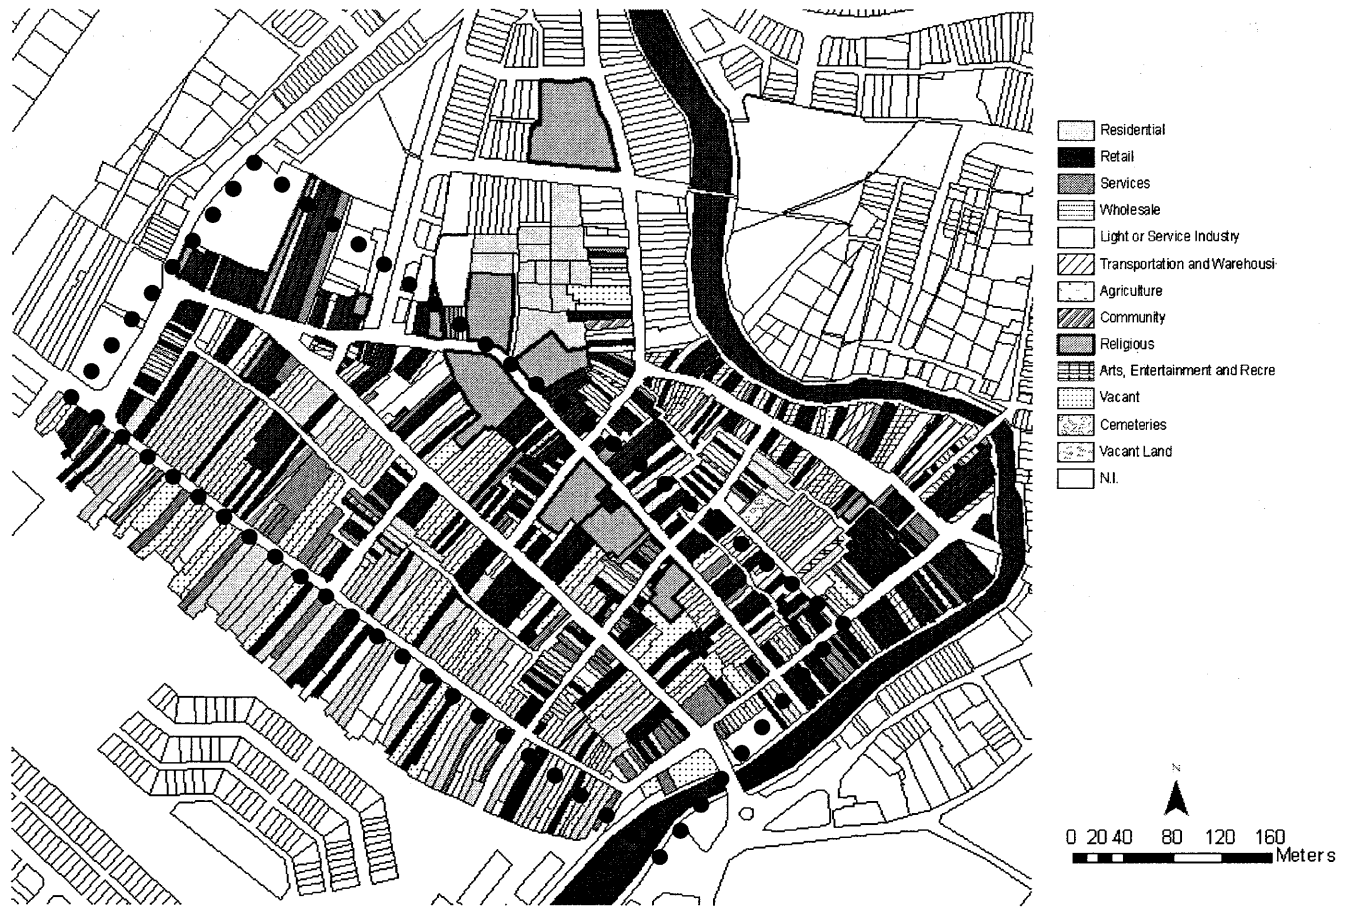 Residential
Retail
Services
Wholesale
Light or Service Industry
Transportation and Warehousi
Agriculture
Community
Religious
Arts, Entertainment and Recre
Vacant
Cemeteries
Vacant Land
N.I.
N
0 20 40 80 120 160
Meters